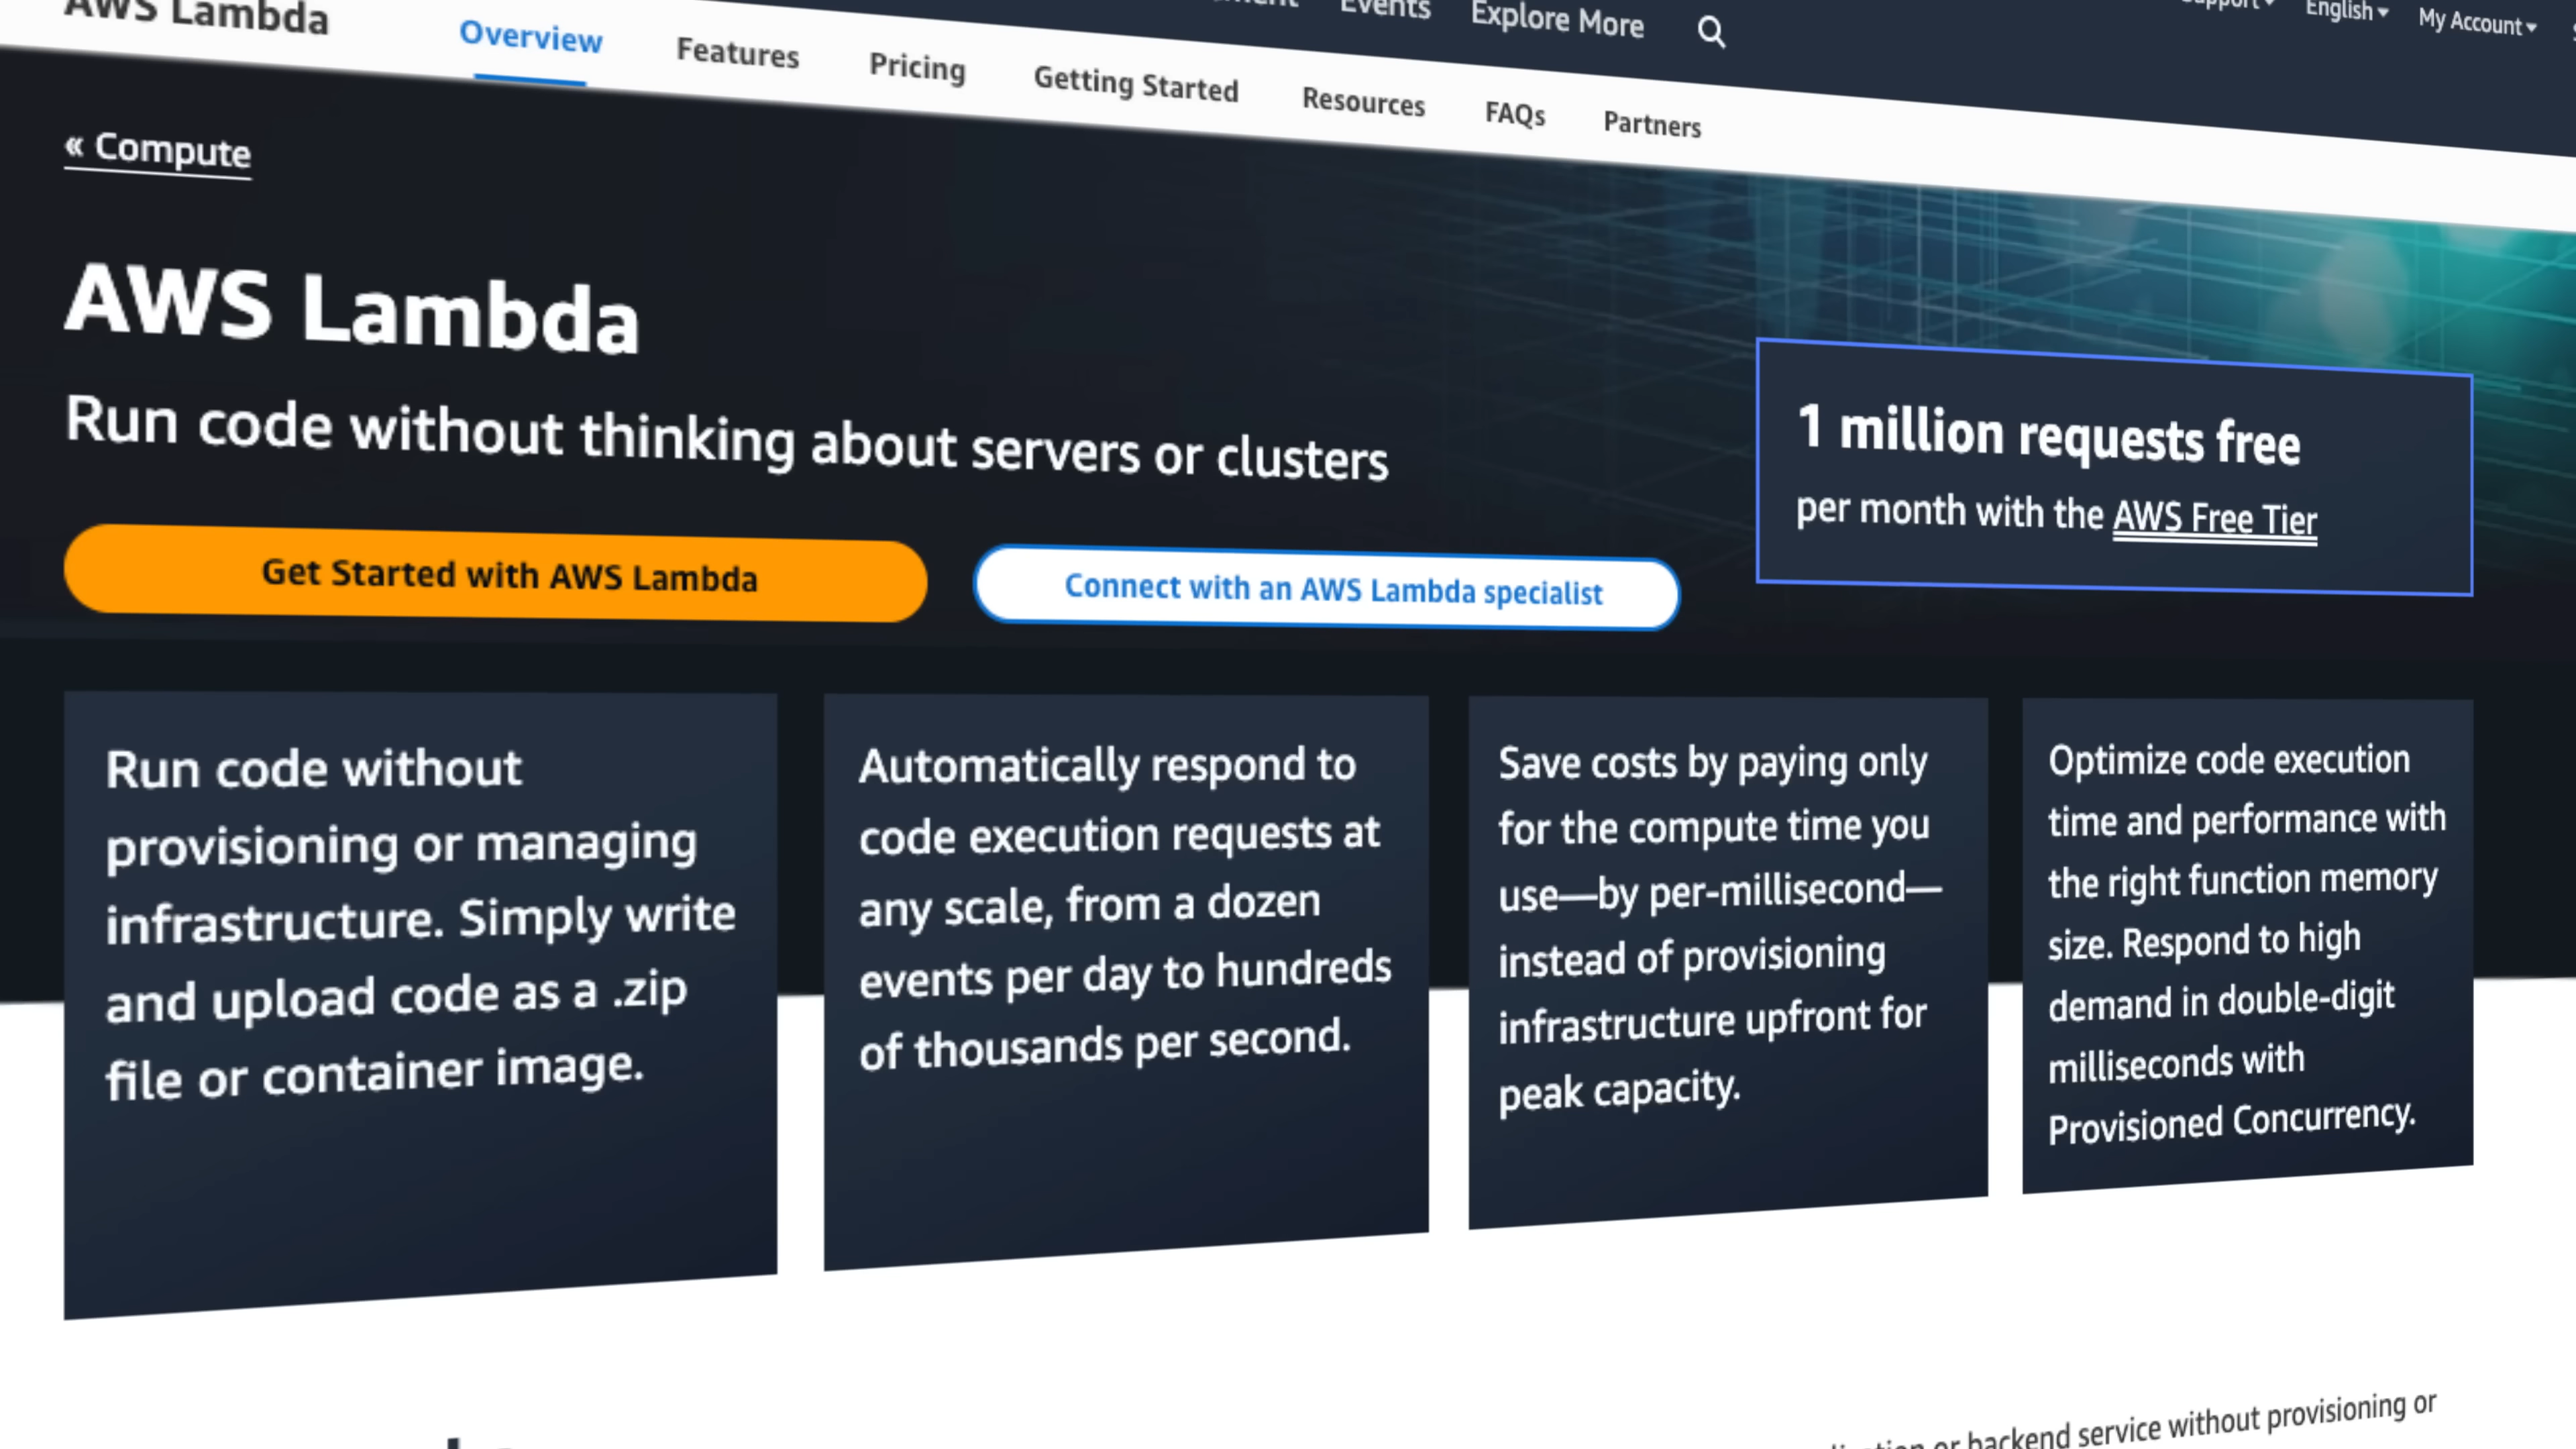 Events Explore More
Support English My Account
AWS Lambda Overview Features Pricing Getting Started Resources FAQs Partners
« Compute
AWS Lambda
Run code without thinking about servers or clusters
Get Started with AWS Lambda
Connect with an AWS Lambda specialist
1 million requests free
per month with the AWS Free Tier
Run code without
provisioning or managing
infrastructure. Simply write
and upload code as a .zip
file or container image.
Automatically respond to
code execution requests at
any scale, from a dozen
events per day to hundreds
of thousands per second.
Save costs by paying only
for the compute time you
use—by per-millisecond—
instead of provisioning
infrastructure upfront for
peak capacity.
Optimize code execution
time and performance with
the right function memory
size. Respond to high
demand in double-digit
milliseconds with
Provisioned Concurrency.
or backend service without provisioning or